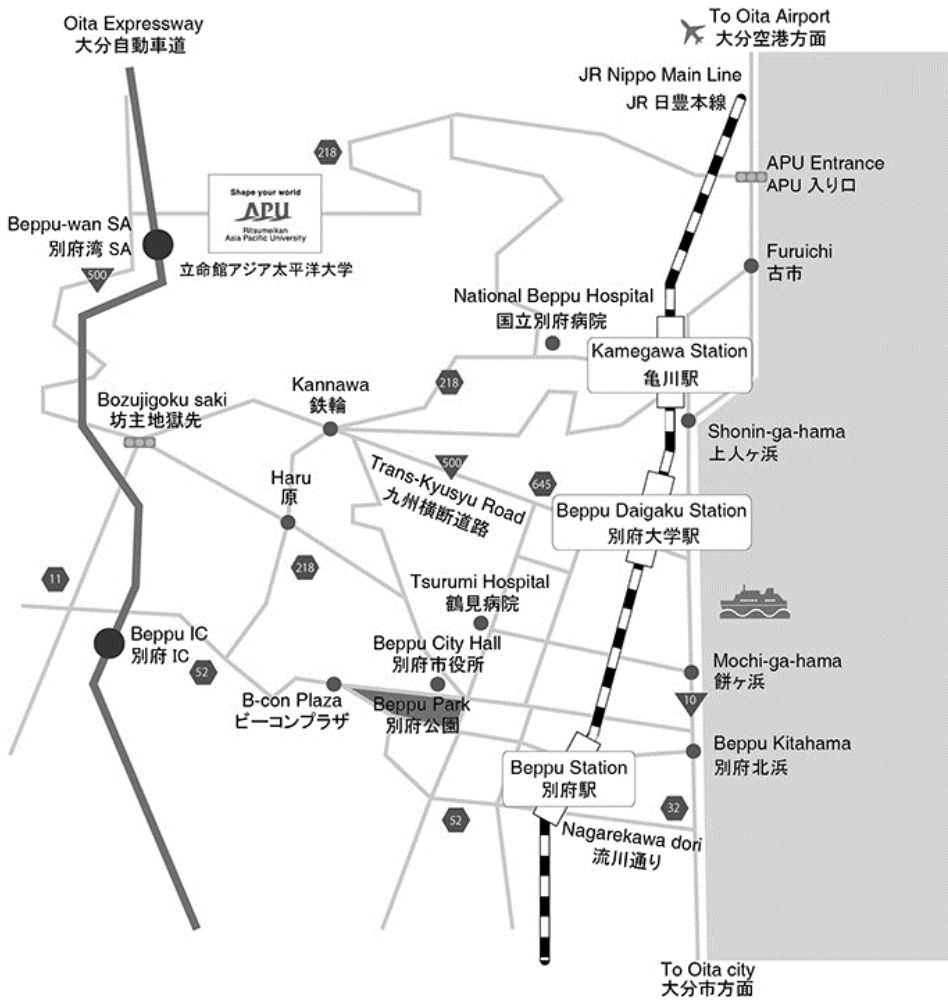 Oita Expressway
大分自動車道
To Oita Airport
大分空港方面
JR Nippo Main Line
JR 日豊本線
218
APU Entrance
APU 入り口
Shape your world
APU
Ritsumeikan
Asia Pacific University
立命館アジア太平洋大学
Beppu-wan SA
別府湾 SA
500
Furuichi
古市
National Beppu Hospital
国立別府病院
Kamegawa Station
亀川駅
218
Kannawa
鉄輪
Bozujigoku saki
坊主地獄先
Shonin-ga-hama
上人ヶ浜
500
Trans-Kyusyu Road
九州横断道路
645
Haru
原
Beppu Daigaku Station
別府大学駅
218
11
Tsurumi Hospital
鶴見病院
Beppu IC
別府 IC
Beppu City Hall
別府市役所
Mochi-ga-hama
餅ヶ浜
52
B-con Plaza
ビーコンプラザ
Beppu Park
別府公園
10
Beppu Kitahama
別府北浜
Beppu Station
別府駅
52
32
Nagarekawa dori
流川通り
To Oita city
大分市方面